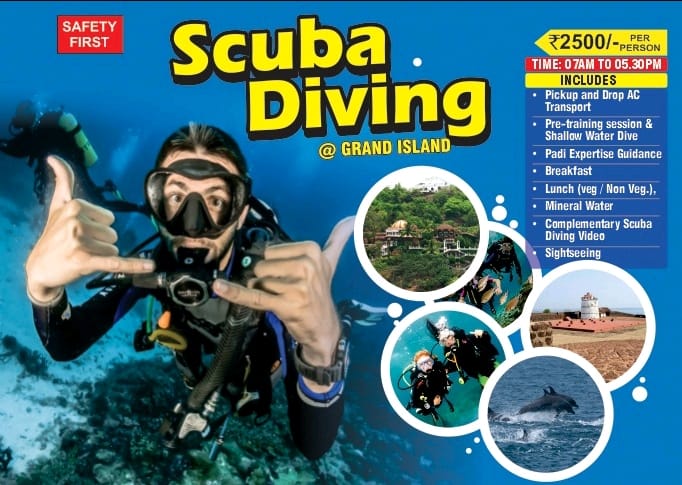 SAFETY
FIRST
Scuba
Diving
@ GRAND ISLAND
₹2500/- PER
PERSON
TIME: 07AM TO 05.30PM
INCLUDES
• Pickup and Drop AC
Transport
• Pre-training session &
Shallow Water Dive
• Padi Expertise Guidance
• Breakfast
• Lunch (veg / Non Veg.),
• Mineral Water
• Complementary Scuba
Diving Video
• Sightseeing